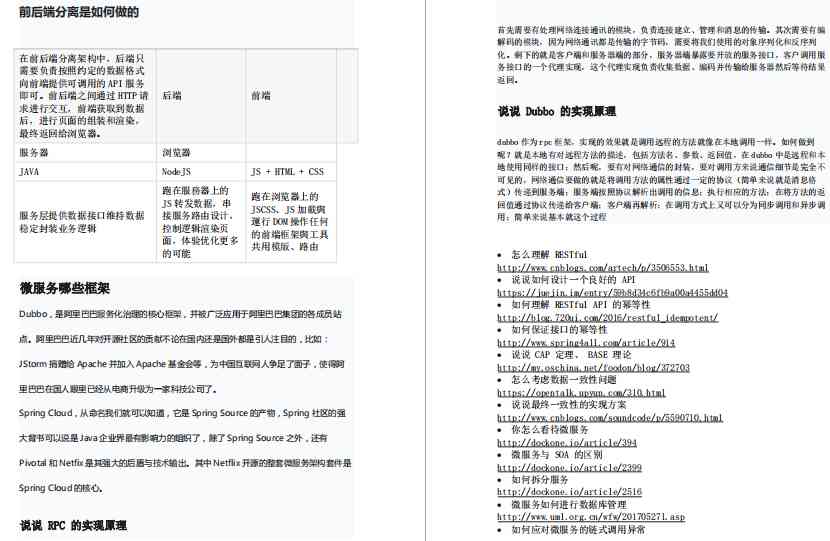 前后端分离是如何做的
在前后端分离架构中，后端只
需要负责按照约定的数据格式
向前端提供可调用的 API 服务
即可。前后端之间通过 HTTP 请
求进行交互，前端获取到数据
后，进行页面的组装和渲染，
最终返回给浏览器。
后端
前端
服务器
浏览器
JAVA
NodeJS
JS + HTML + CSS
服务层提供数据接口维持数据
稳定封装业务逻辑
跑在服务器上的
JS 转发数据，串
接服务路由设计，
控制逻辑渲染页
面，体验优化更多
的可能
跑在浏览器上的
JSCSS、JS 加载與
運行 DOM 操作任何
的前端框架與工具
共用模版、路由
微服务哪些框架
Dubbo，是阿里巴巴服务化治理的核心框架，并被广泛应用于阿里巴巴集团的各成员站
点。阿里巴巴近几年对开源社区的贡献不论在国内还是国外都是引人注目的，比如：
JStorm 捐赠给 Apache 并加入 Apache 基金会等，为中国互联网人争足了面子，使得阿
里巴巴在国人眼里已经从电商升级为一家科技公司了。
Spring Cloud，从命名我们就可以知道，它是 Spring Source 的产物，Spring 社区的强
大背书可以说是 Java 企业界最有影响力的组织了，除了 Spring Source 之外，还有
Pivotal 和 Netfix 是其强大的后盾与技术输出。其中 Netflix 开源的整套微服务架构套件是
Spring Cloud 的核心。
说说 RPC 的实现原理
首先需要有处理网络连接通讯的模块，负责连接建立、管理和消息的传输。其次需要有编
解码的模块，因为网络通讯都是传输的字节码，需要将我们使用的对象序列化和反序列
化。剩下的就是客户端和服务器端的部分，服务器端暴露要开放的服务接口，客户调用服
务接口的一个代理实现，这个代理实现负责收集数据、编码并传输给服务器然后等待结果
返回。
说说 Dubbo 的实现原理
dubbo 作为 rpc 框架，实现的效果就是调用远程的方法就像在本地调用一样。如何做到
呢？就是本地有对远程方法的描述，包括方法名、参数、返回值，在 dubbo 中是远程和本
地使用同样的接口；然后呢，要有对网络通信的封装，要对调用方来说通信细节是完全不
可见的，网络通信要做的就是将调用方法的属性通过一定的协议（简单来说就是消息格
式）传递到服务端；服务端按照协议解析出调用的信息；执行相应的方法；在将方法的返
回值通过协议传递给客户端；客户端再解析；在调用方式上又可以分为同步调用和异步调
用；简单来说基本就这个过程
• 怎么理解 RESTful
http://www.cnblogs.com/artech/p/3506553.html
• 说说如何设计一个良好的 API
https://juejin.im/entry/59b8d34c6fb9a00a4455dd04
• 如何理解 RESTful API 的幂等性
http://blog.720ui.com/2016/restful_idempotent/
• 如何保证接口的幂等性
http://www.spring4all.com/article/914
• 说说 CAP 定理、 BASE 理论
http://my.oschina.net/foodon/blog/372703
• 怎么考虑数据一致性问题
https://opentalk.upyun.com/310.html
• 说说最终一致性的实现方案
http://www.cnblogs.com/soundcode/p/5590710.html
• 你怎么看待微服务
http://dockone.io/article/394
• 微服务与 SOA 的区别
http://dockone.io/article/2399
• 如何拆分服务
http://dockone.io/article/2516
• 微服务如何进行数据库管理
http://www.uml.org.cn/wfw/201705271.asp
• 如何应对微服务的链式调用异常